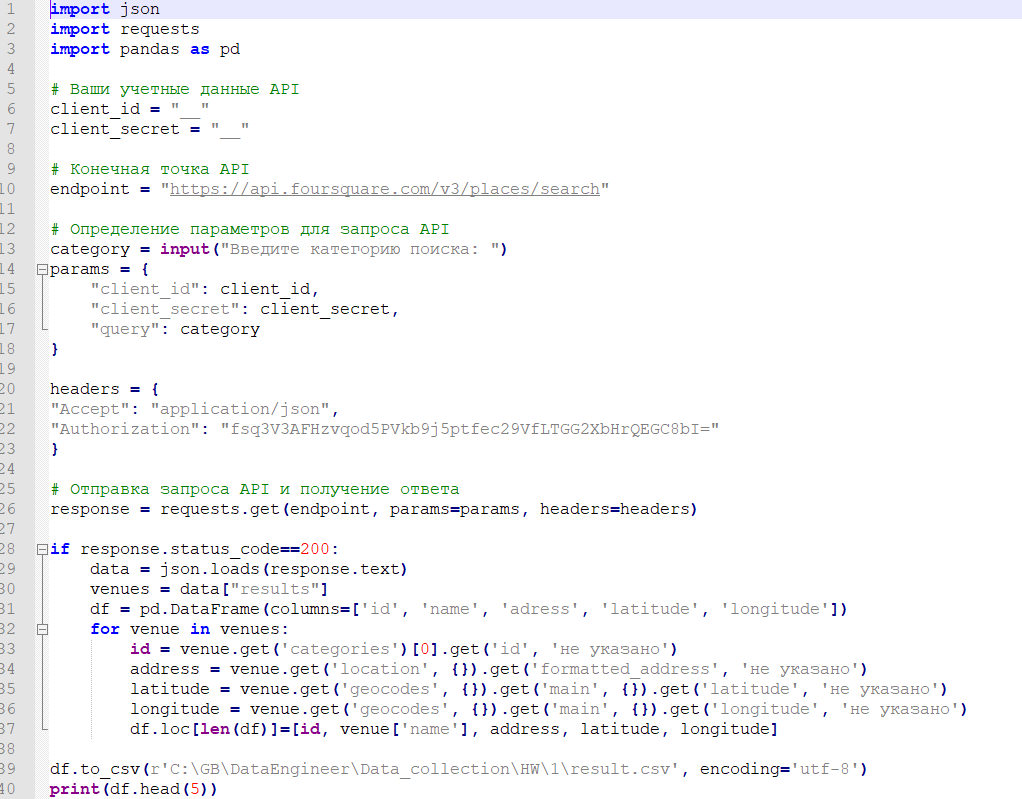 1 import json
2 import requests
3 import pandas as pd
4
5 # Ваши учетные данные API
6 client_id = "__"
7 client_secret = "__"
8
9 # Конечная точка API
10 endpoint = "https://api.foursquare.com/v3/places/search"
11
12 # Определение параметров для запроса API
13 category = input("Введите категорию поиска: ")
14 params = {
15     "client_id": client_id,
16     "client_secret": client_secret,
17     "query": category
18 }
19
20 headers = {
21 "Accept": "application/json",
22 "Authorization": "fsq3V3AFHzvqod5PVkb9j5ptfec29VfLTGG2XbHrQEGC8bI="
23 }
24
25 # Отправка запроса API и получение ответа
26 response = requests.get(endpoint, params=params, headers=headers)
27
28 if response.status_code==200:
29     data = json.loads(response.text)
30     venues = data["results"]
31     df = pd.DataFrame(columns=['id', 'name', 'adress', 'latitude', 'longitude'])
32     for venue in venues:
33         id = venue.get('categories')[0].get('id', 'не указано')
34         address = venue.get('location', {}).get('formatted_address', 'не указано')
35         latitude = venue.get('geocodes', {}).get('main', {}).get('latitude', 'не указано')
36         longitude = venue.get('geocodes', {}).get('main', {}).get('longitude', 'не указано')
37         df.loc[len(df)]=[id, venue['name'], address, latitude, longitude]
38
39 df.to_csv(r'C:\GB\DataEngineer\Data_collection\HW\1\result.csv', encoding='utf-8')
40 print(df.head(5))